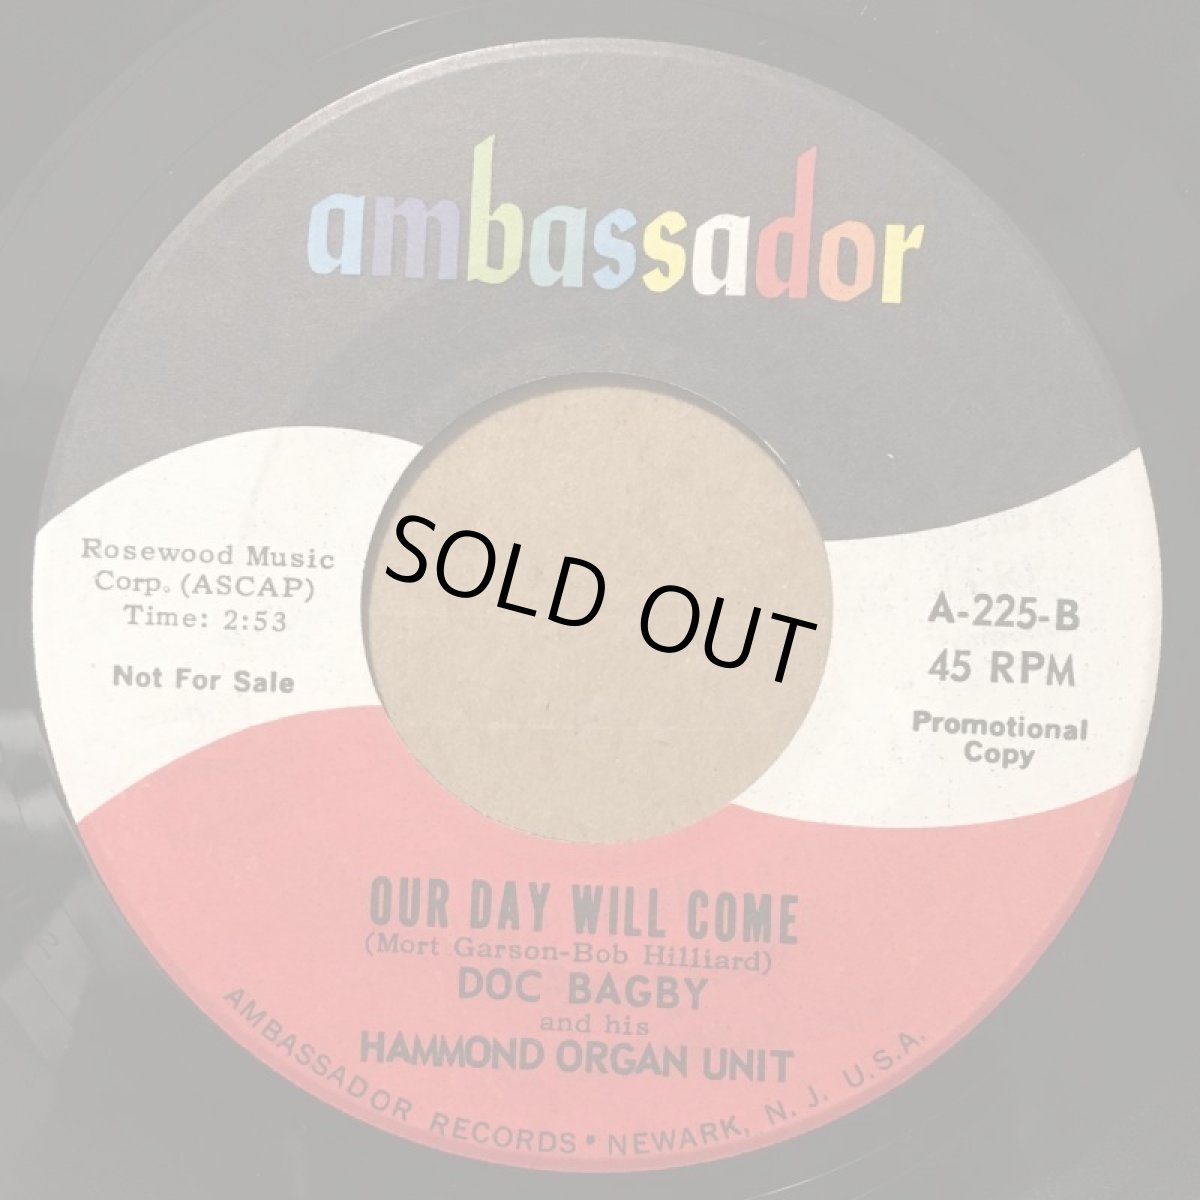 ambassador
Rosewood Music
Corp. (ASCAP)
Time: 2:53
Not For Sale
SOLD OUT
A-225-B
45 RPM
Promotional
Copy
OUR DAY WILL COME
(Mort Garson-Bob Hilliard)
DOC BAGBY
and his
HAMMOND ORGAN UNIT
AMBASSADOR RECORDS • NEWARK, N. J. U.S.A.